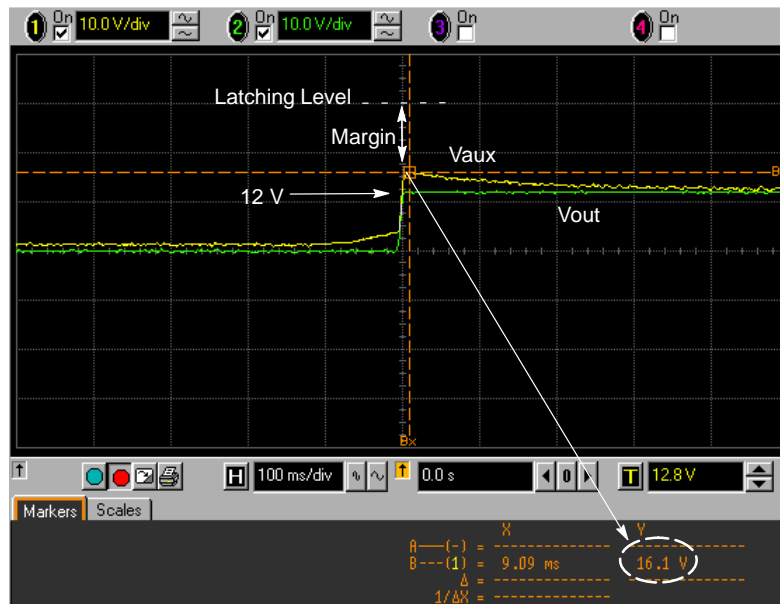 1 On 10.0 V/div 2 On 10.0 V/div 3 On 4 On
Latching Level
Margin
Vaux
B
12 V
Vout
Bx
H 100 ms/div 0.0 s 0 T 12.8 V
Markers Scales
X Y
A——(-) = ---------------- ----------------
B---(1) = 9.09 ms 16.1 V
Δ = ---------------- ----------------
1/ΔX = ----------------